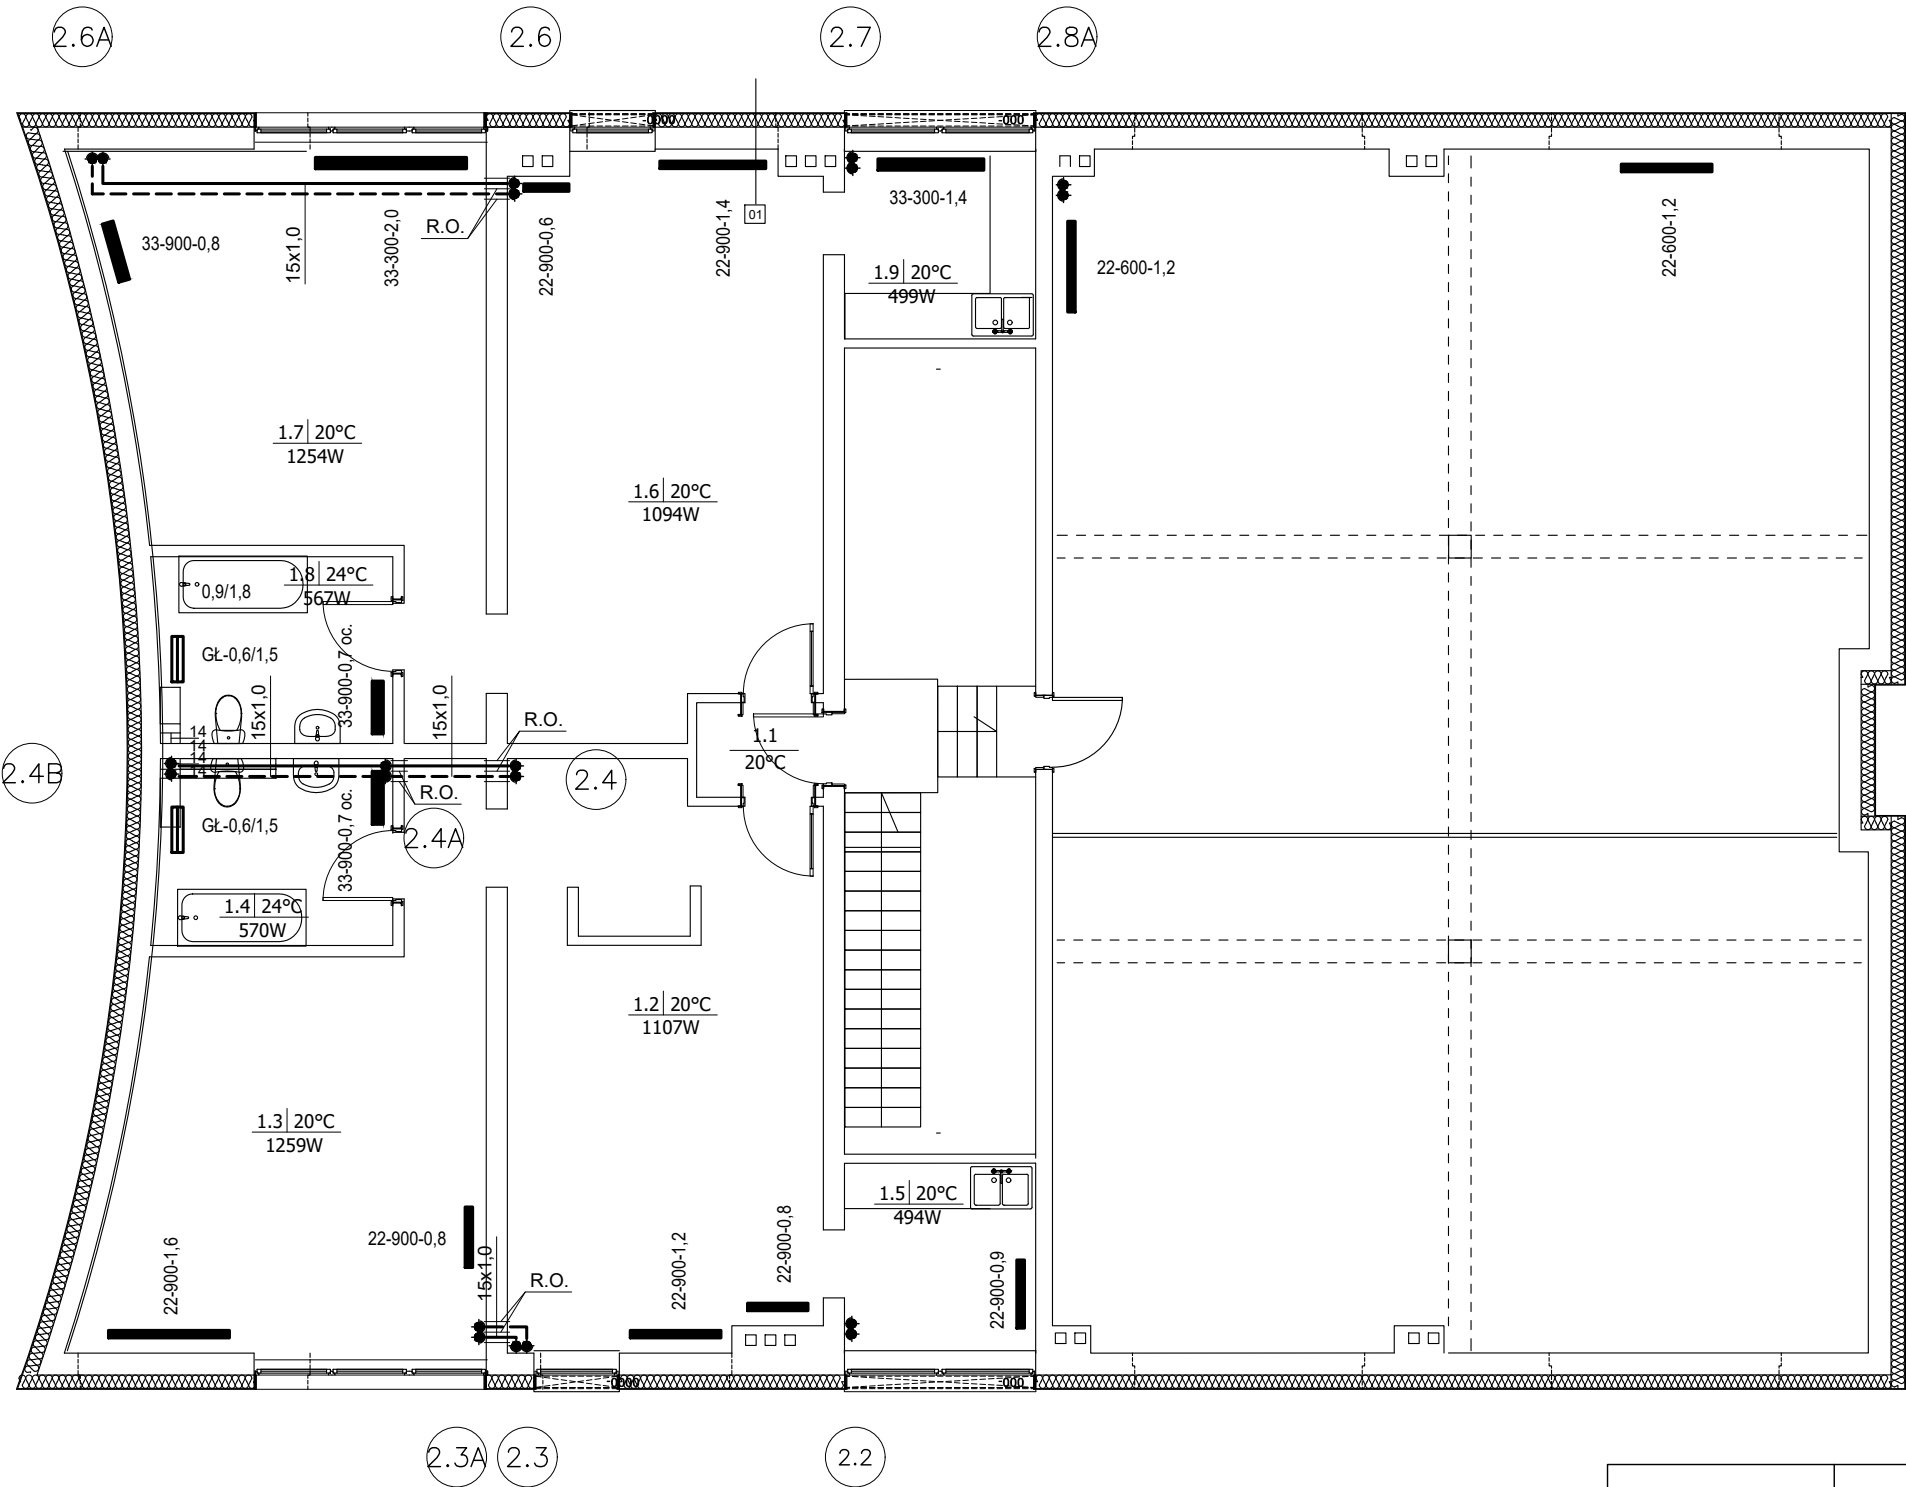 2.6A
2.6
2.7
2.8A
33-900-0,8
15x1,0
33-300-2,0
R.O.
22-900-0,6
22-900-1,4
01
33-300-1,4
1.9 20°C
499W
22-600-1,2
22-600-1,2
1.7 20°C
1254W
1.6 20°C
1094W
1.8 24°C
567W
0,9/1,8
GŁ-0,6/1,5
33-900-0,7 oc.
15x1,0
15x1,0
R.O.
14
14
14
14
1.1
20°C
2.4B
2.4
R.O.
2.4A
GŁ-0,6/1,5
33-900-0,7 oc.
1.4 24°C
570W
1.2 20°C
1107W
1.3 20°C
1259W
1.5 20°C
494W
22-900-1,6
22-900-0,8
15x1,0
R.O.
22-900-1,2
22-900-0,8
22-900-0,9
2.3A
2.3
2.2